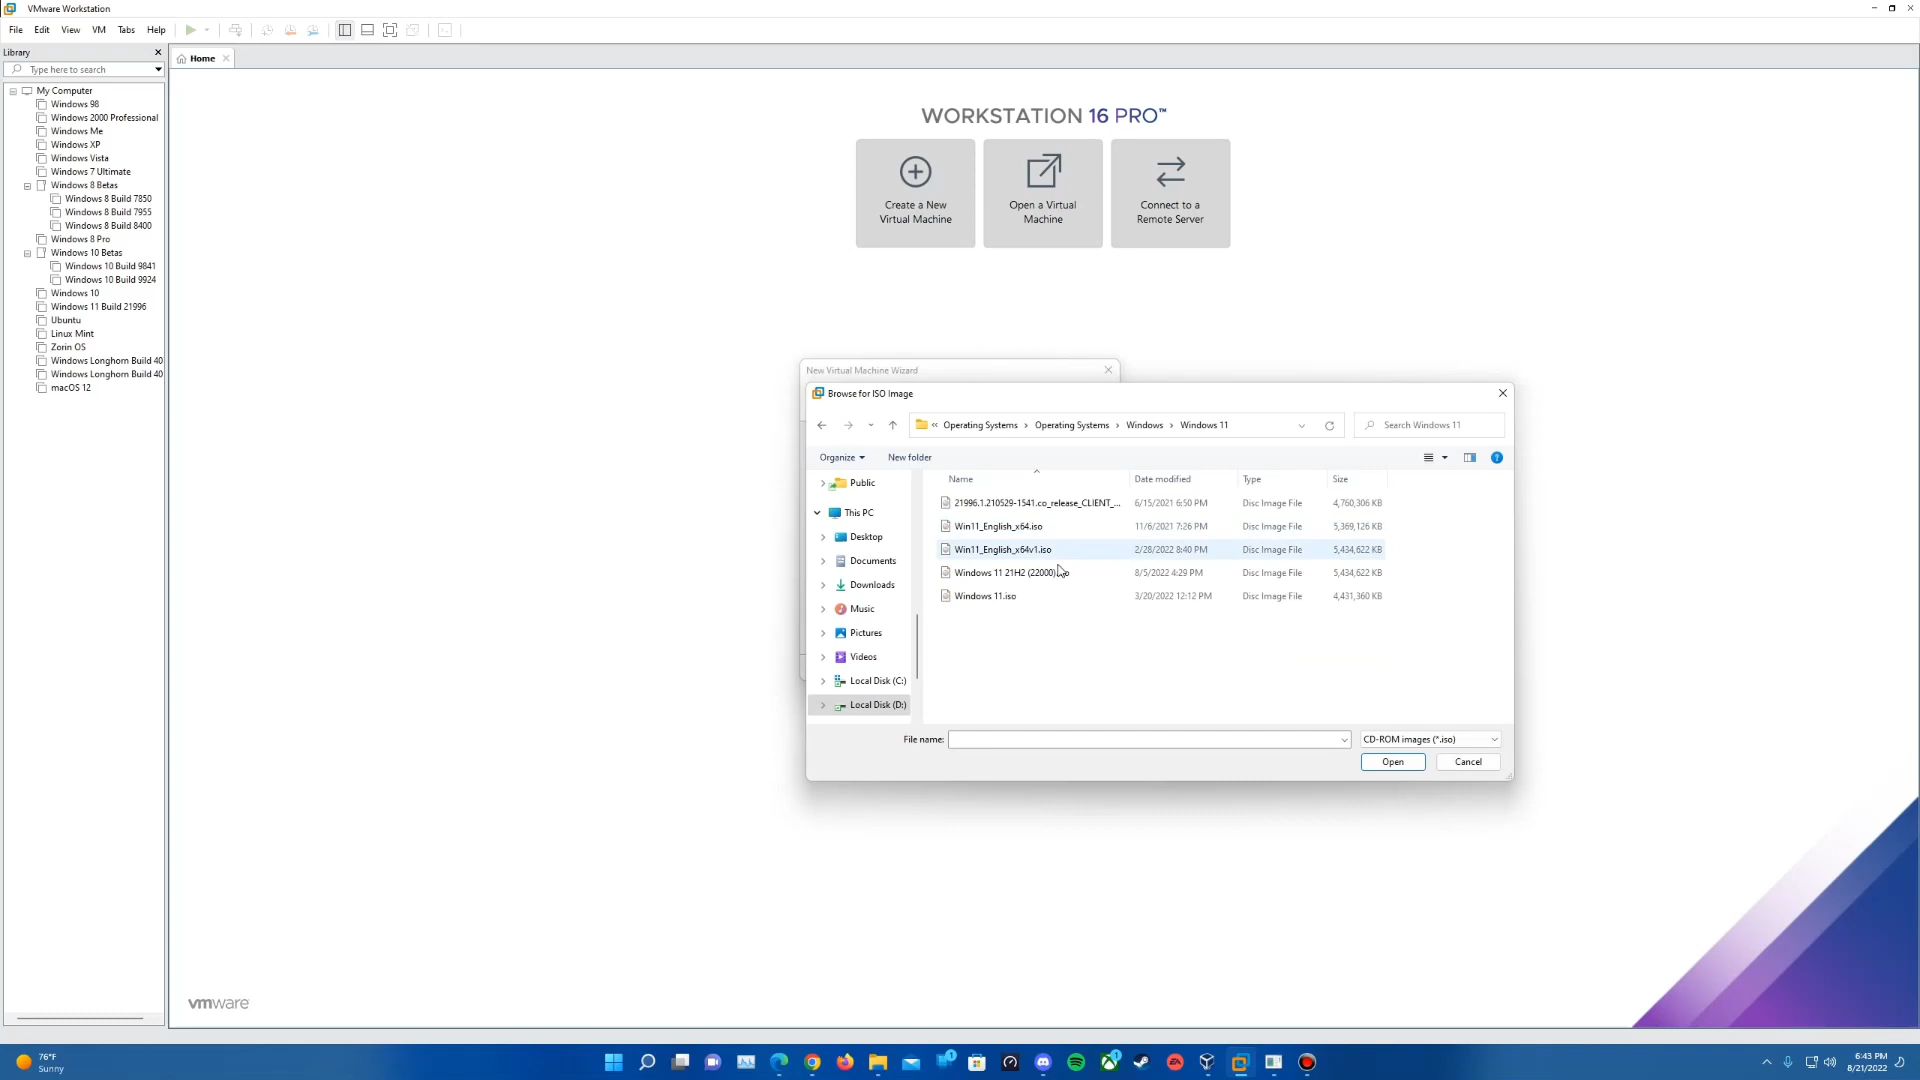 VMware Workstation
File Edit View VM Tabs Help
Library
Type here to search
Home
My Computer
Windows 98
Windows 2000 Professional
Windows Me
Windows XP
Windows Vista
Windows 7 Ultimate
Windows 8 Betas
Windows 8 Build 7850
Windows 8 Build 7955
Windows 8 Build 8400
Windows 8 Pro
Windows 10 Betas
Windows 10 Build 9841
Windows 10 Build 9924
Windows 10
Windows 11 Build 21996
Ubuntu
Linux Mint
Zorin OS
Windows Longhorn Build 40
Windows Longhorn Build 40
macOS 12
WORKSTATION 16 PRO™
Create a New
Virtual Machine
Open a Virtual
Machine
Connect to a
Remote Server
New Virtual Machine Wizard
Browse for ISO Image
« Operating Systems › Operating Systems › Windows › Windows 11
Search Windows 11
Organize New folder
Public
This PC
Desktop
Documents
Downloads
Music
Pictures
Videos
Local Disk (C:)
Local Disk (D:)
Name Date modified Type Size
21996.1.210529-1541.co_release_CLIENT_... 6/15/2021 6:50 PM Disc Image File 4,760,306 KB
Win11_English_x64.iso 11/6/2021 7:26 PM Disc Image File 5,369,126 KB
Win11_English_x64v1.iso 2/28/2022 8:40 PM Disc Image File 5,434,622 KB
Windows 11 21H2 (22000) 8/5/2022 4:29 PM Disc Image File 5,434,622 KB
Windows 11.iso 3/20/2022 12:12 PM Disc Image File 4,431,360 KB
File name:
CD-ROM images (*.iso)
Open Cancel
vmware
76°F
Sunny
6:43 PM
8/21/2022